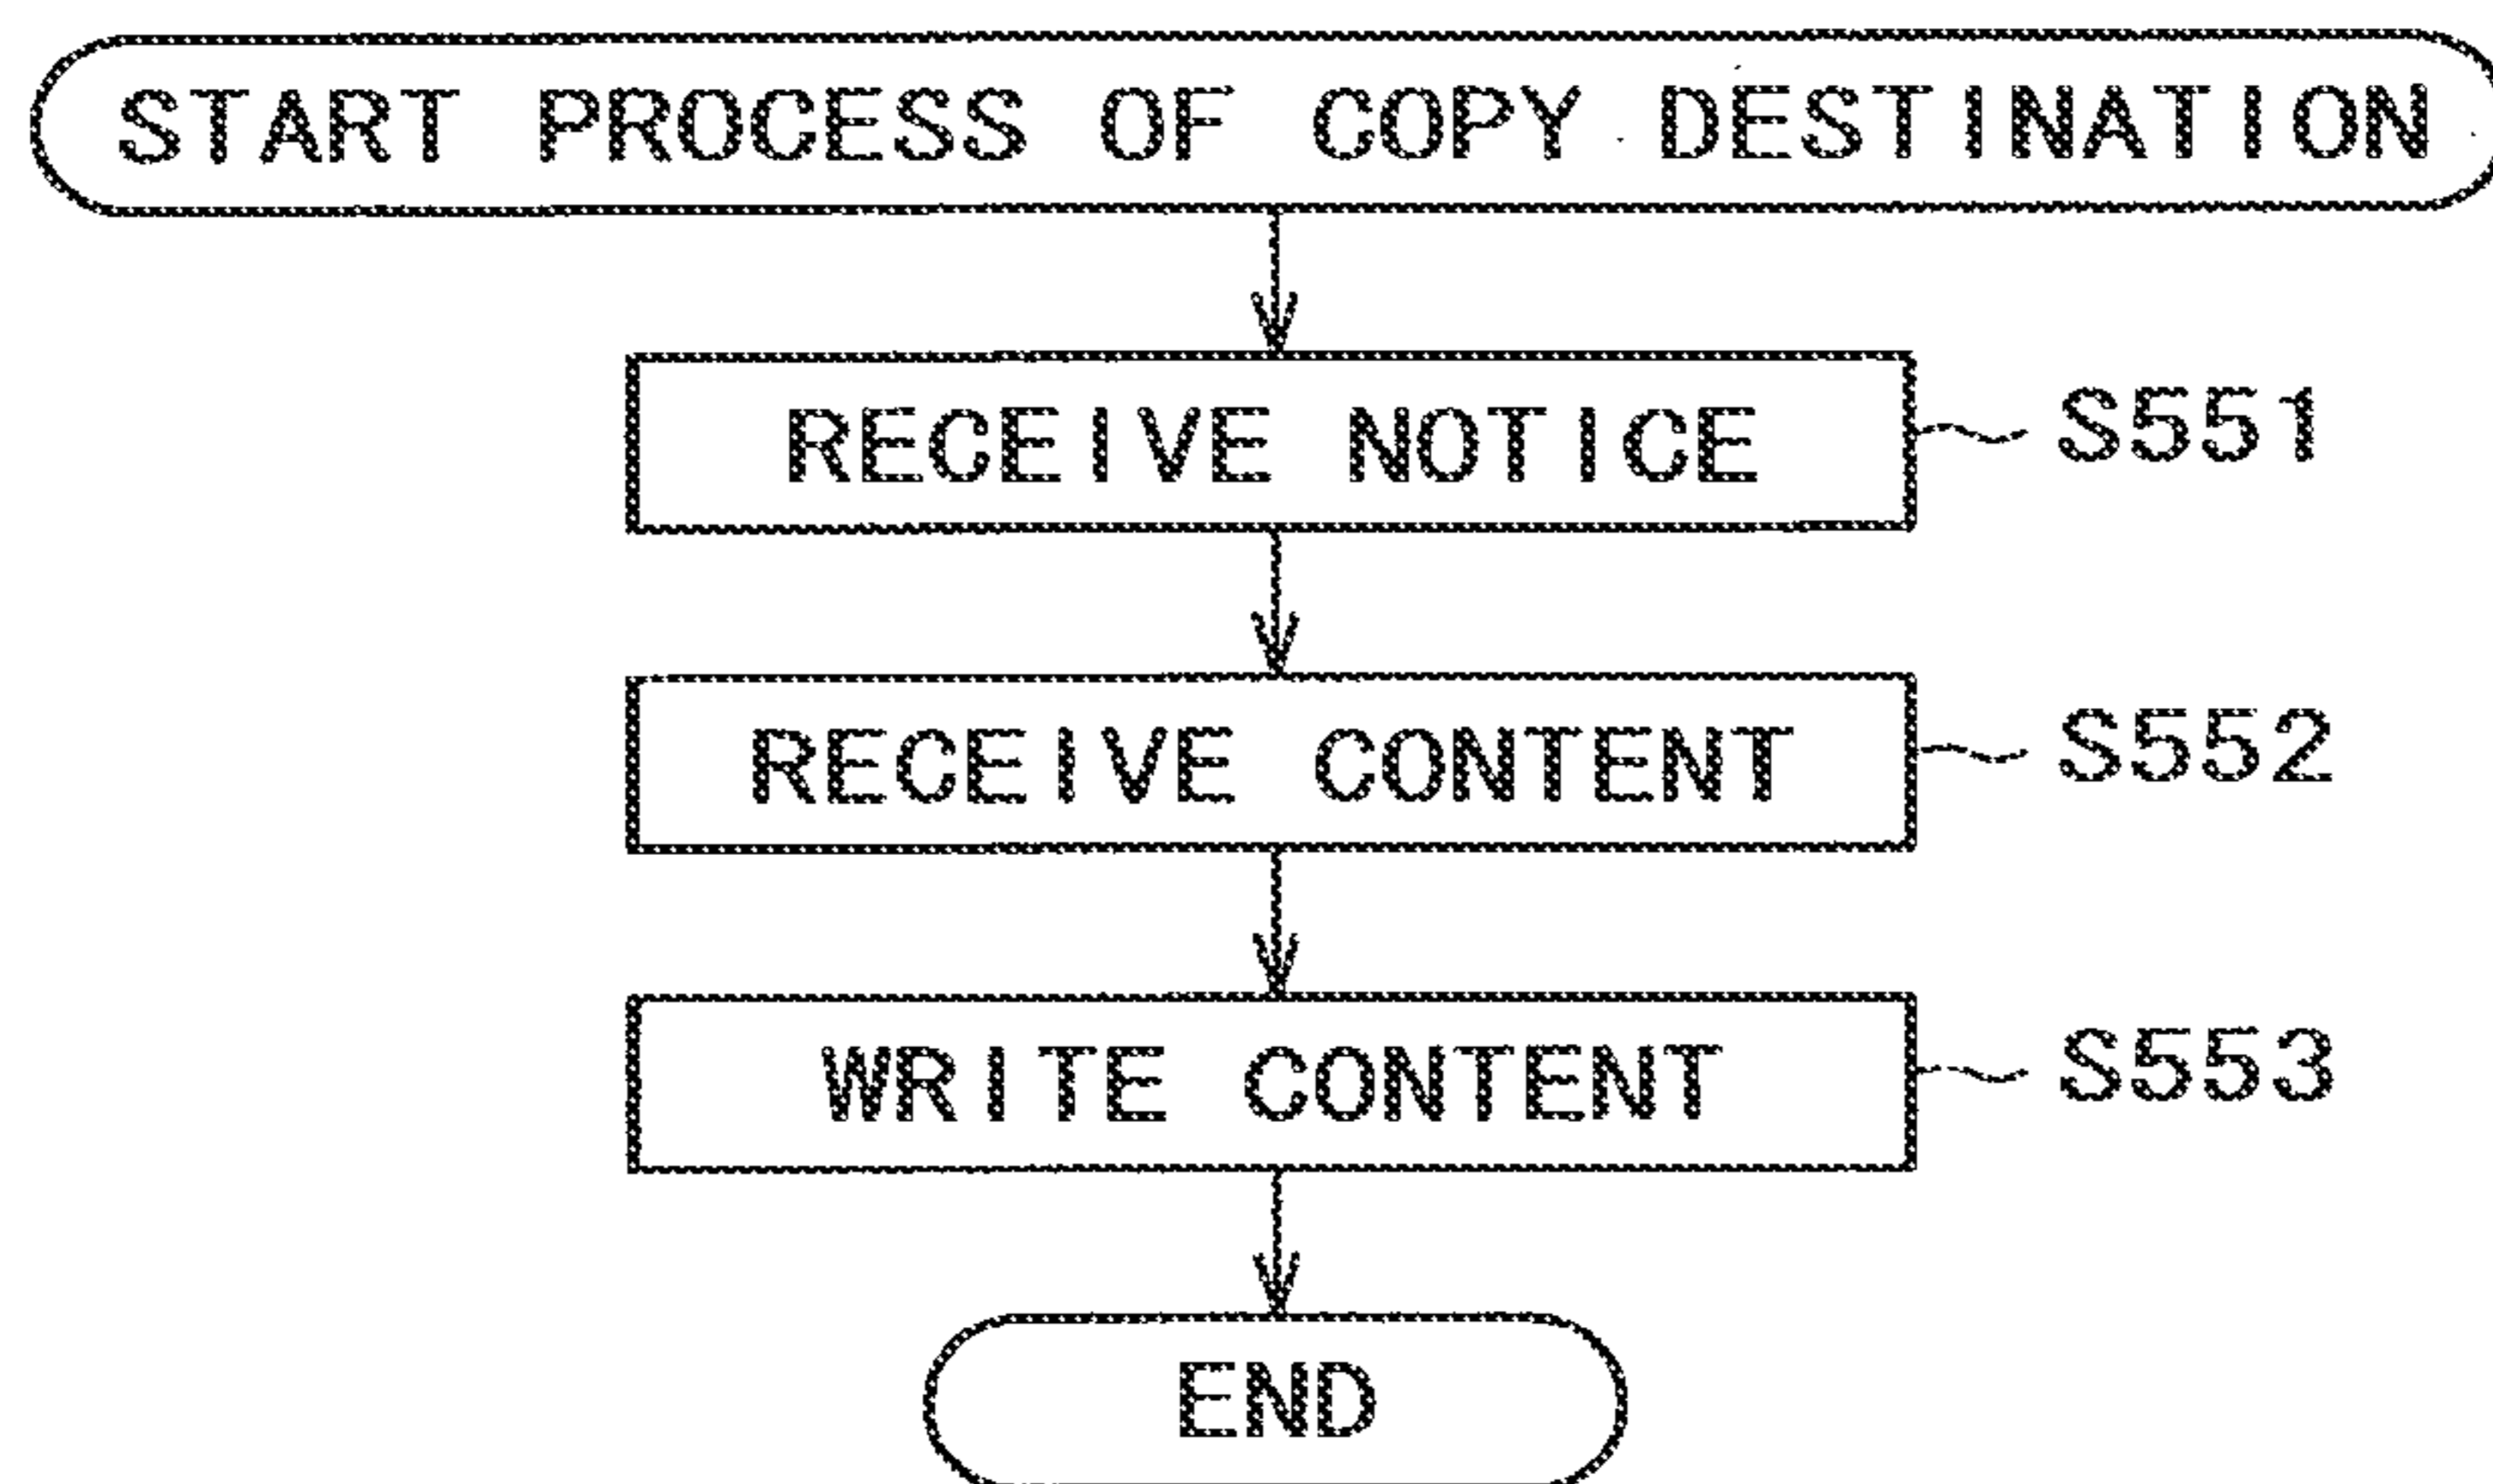 START PROCESS OF COPY DESTINATION
RECEIVE NOTICE S551
RECEIVE CONTENT S552
WRITE CONTENT S553
END